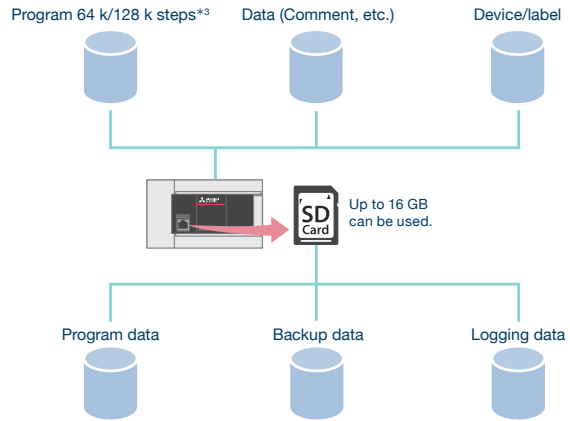 Program 64 k/128 k steps*3
Data (Comment, etc.)
Device/label
SD
Card
Up to 16 GB
can be used.
Program data
Backup data
Logging data